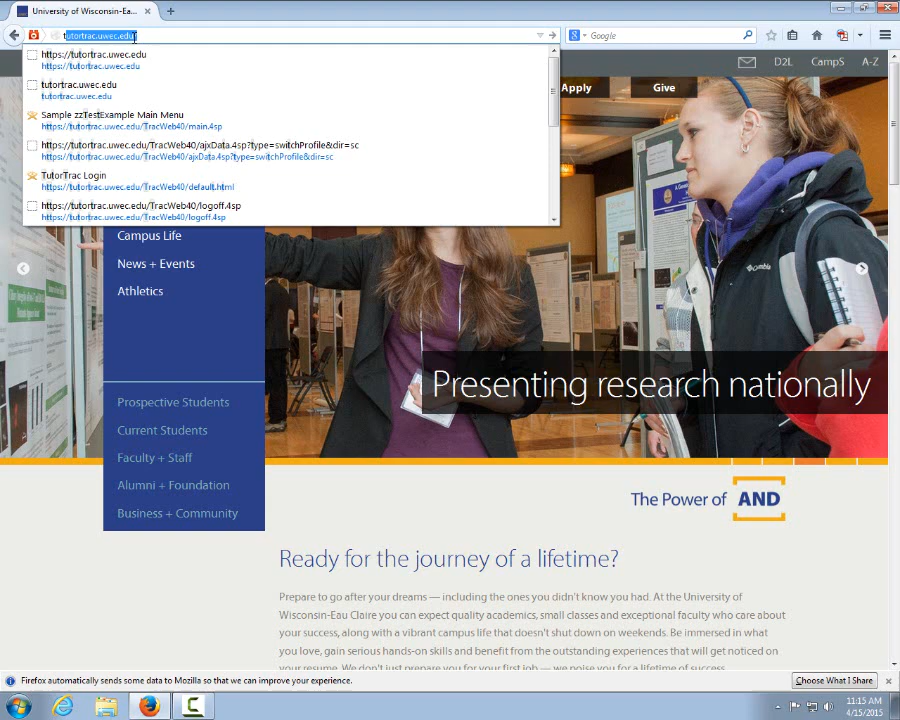 University of Wisconsin-Ea...
tutortrac.uwec.edu
Google
https://tutortrac.uwec.edu
https://tutortrac.uwec.edu
tutortrac.uwec.edu
tutortrac.uwec.edu
Sample zzTestExample Main Menu
https://tutortrac.uwec.edu/TracWeb40/main.4sp
https://tutortrac.uwec.edu/TracWeb40/ajxData.4sp?type=switchProfile&dir=sc
https://tutortrac.uwec.edu/TracWeb40/ajxData.4sp?type=switchProfile&dir=sc
TutorTrac Login
https://tutortrac.uwec.edu/TracWeb40/default.html
https://tutortrac.uwec.edu/TracWeb40/logoff.4sp
https://tutortrac.uwec.edu/TracWeb40/logoff.4sp
D2L CampS A-Z
Apply Give
Campus Life
News + Events
Athletics
Columbia
Presenting research nationally
Prospective Students
Current Students
Faculty + Staff
Alumni + Foundation
Business + Community
The Power of AND
Ready for the journey of a lifetime?
Prepare to go after your dreams — including the ones you didn't know you had. At the University of
Wisconsin-Eau Claire you can expect quality academics, small classes and exceptional faculty who care about
your success, along with a vibrant campus life that doesn't shut down on weekends. Be immersed in what
you love, gain serious hands-on skills and benefit from the outstanding experiences that will get noticed on
your resume. We don't just prepare you for your first job — we poise you for a lifetime of success.
Firefox automatically sends some data to Mozilla so that we can improve your experience.
Choose What I Share
11:15 AM
4/15/2015